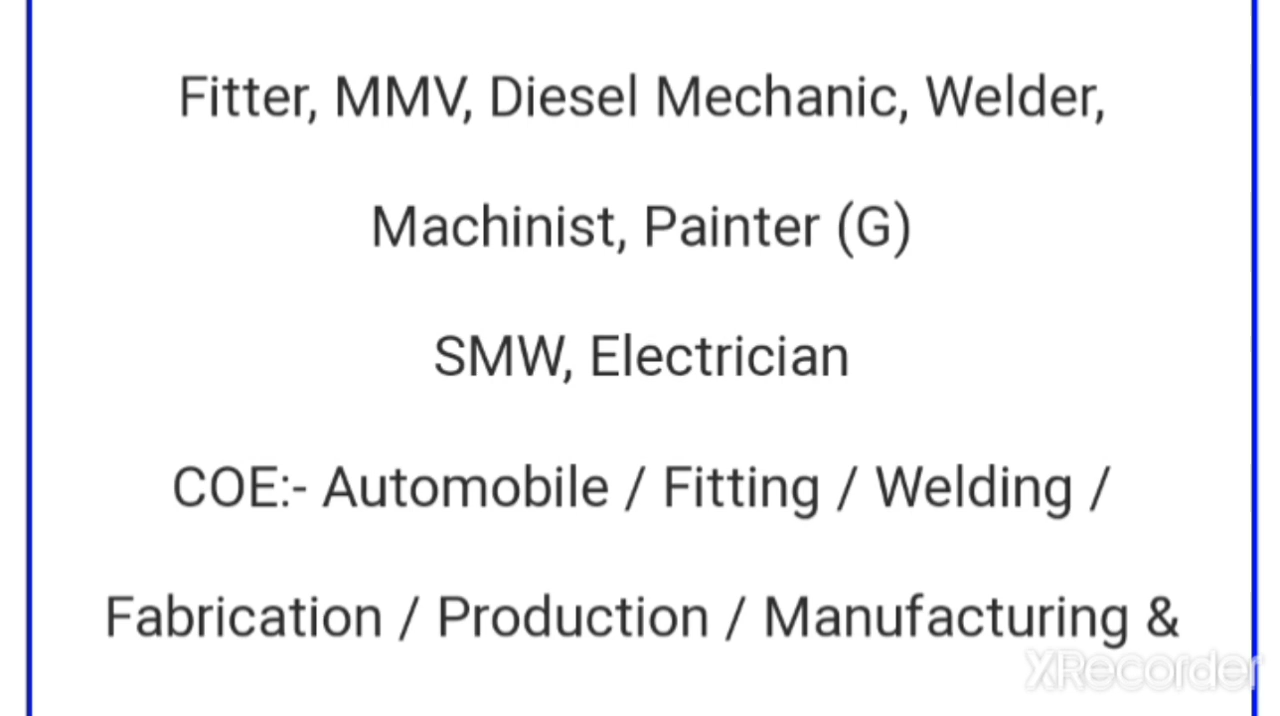 Fitter, MMV, Diesel Mechanic, Welder,
Machinist, Painter (G)
SMW, Electrician
COE:- Automobile / Fitting / Welding /
Fabrication / Production / Manufacturing &
XRecorder